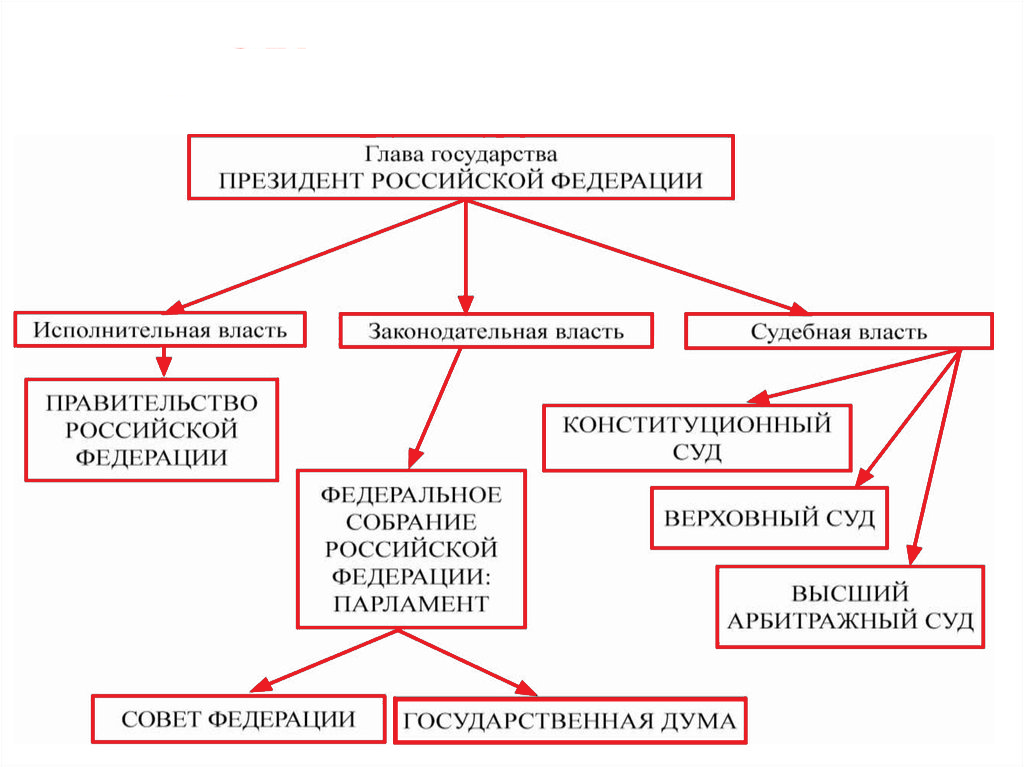 Глава государства
ПРЕЗИДЕНТ РОССИЙСКОЙ ФЕДЕРАЦИИ
Исполнительная власть
Законодательная власть
Судебная власть
ПРАВИТЕЛЬСТВО
РОССИЙСКОЙ
ФЕДЕРАЦИИ
КОНСТИТУЦИОННЫЙ
СУД
ФЕДЕРАЛЬНОЕ
СОБРАНИЕ
РОССИЙСКОЙ
ФЕДЕРАЦИИ:
ПАРЛАМЕНТ
ВЕРХОВНЫЙ СУД
ВЫСШИЙ
АРБИТРАЖНЫЙ СУД
СОВЕТ ФЕДЕРАЦИИ
ГОСУДАРСТВЕННАЯ ДУМА